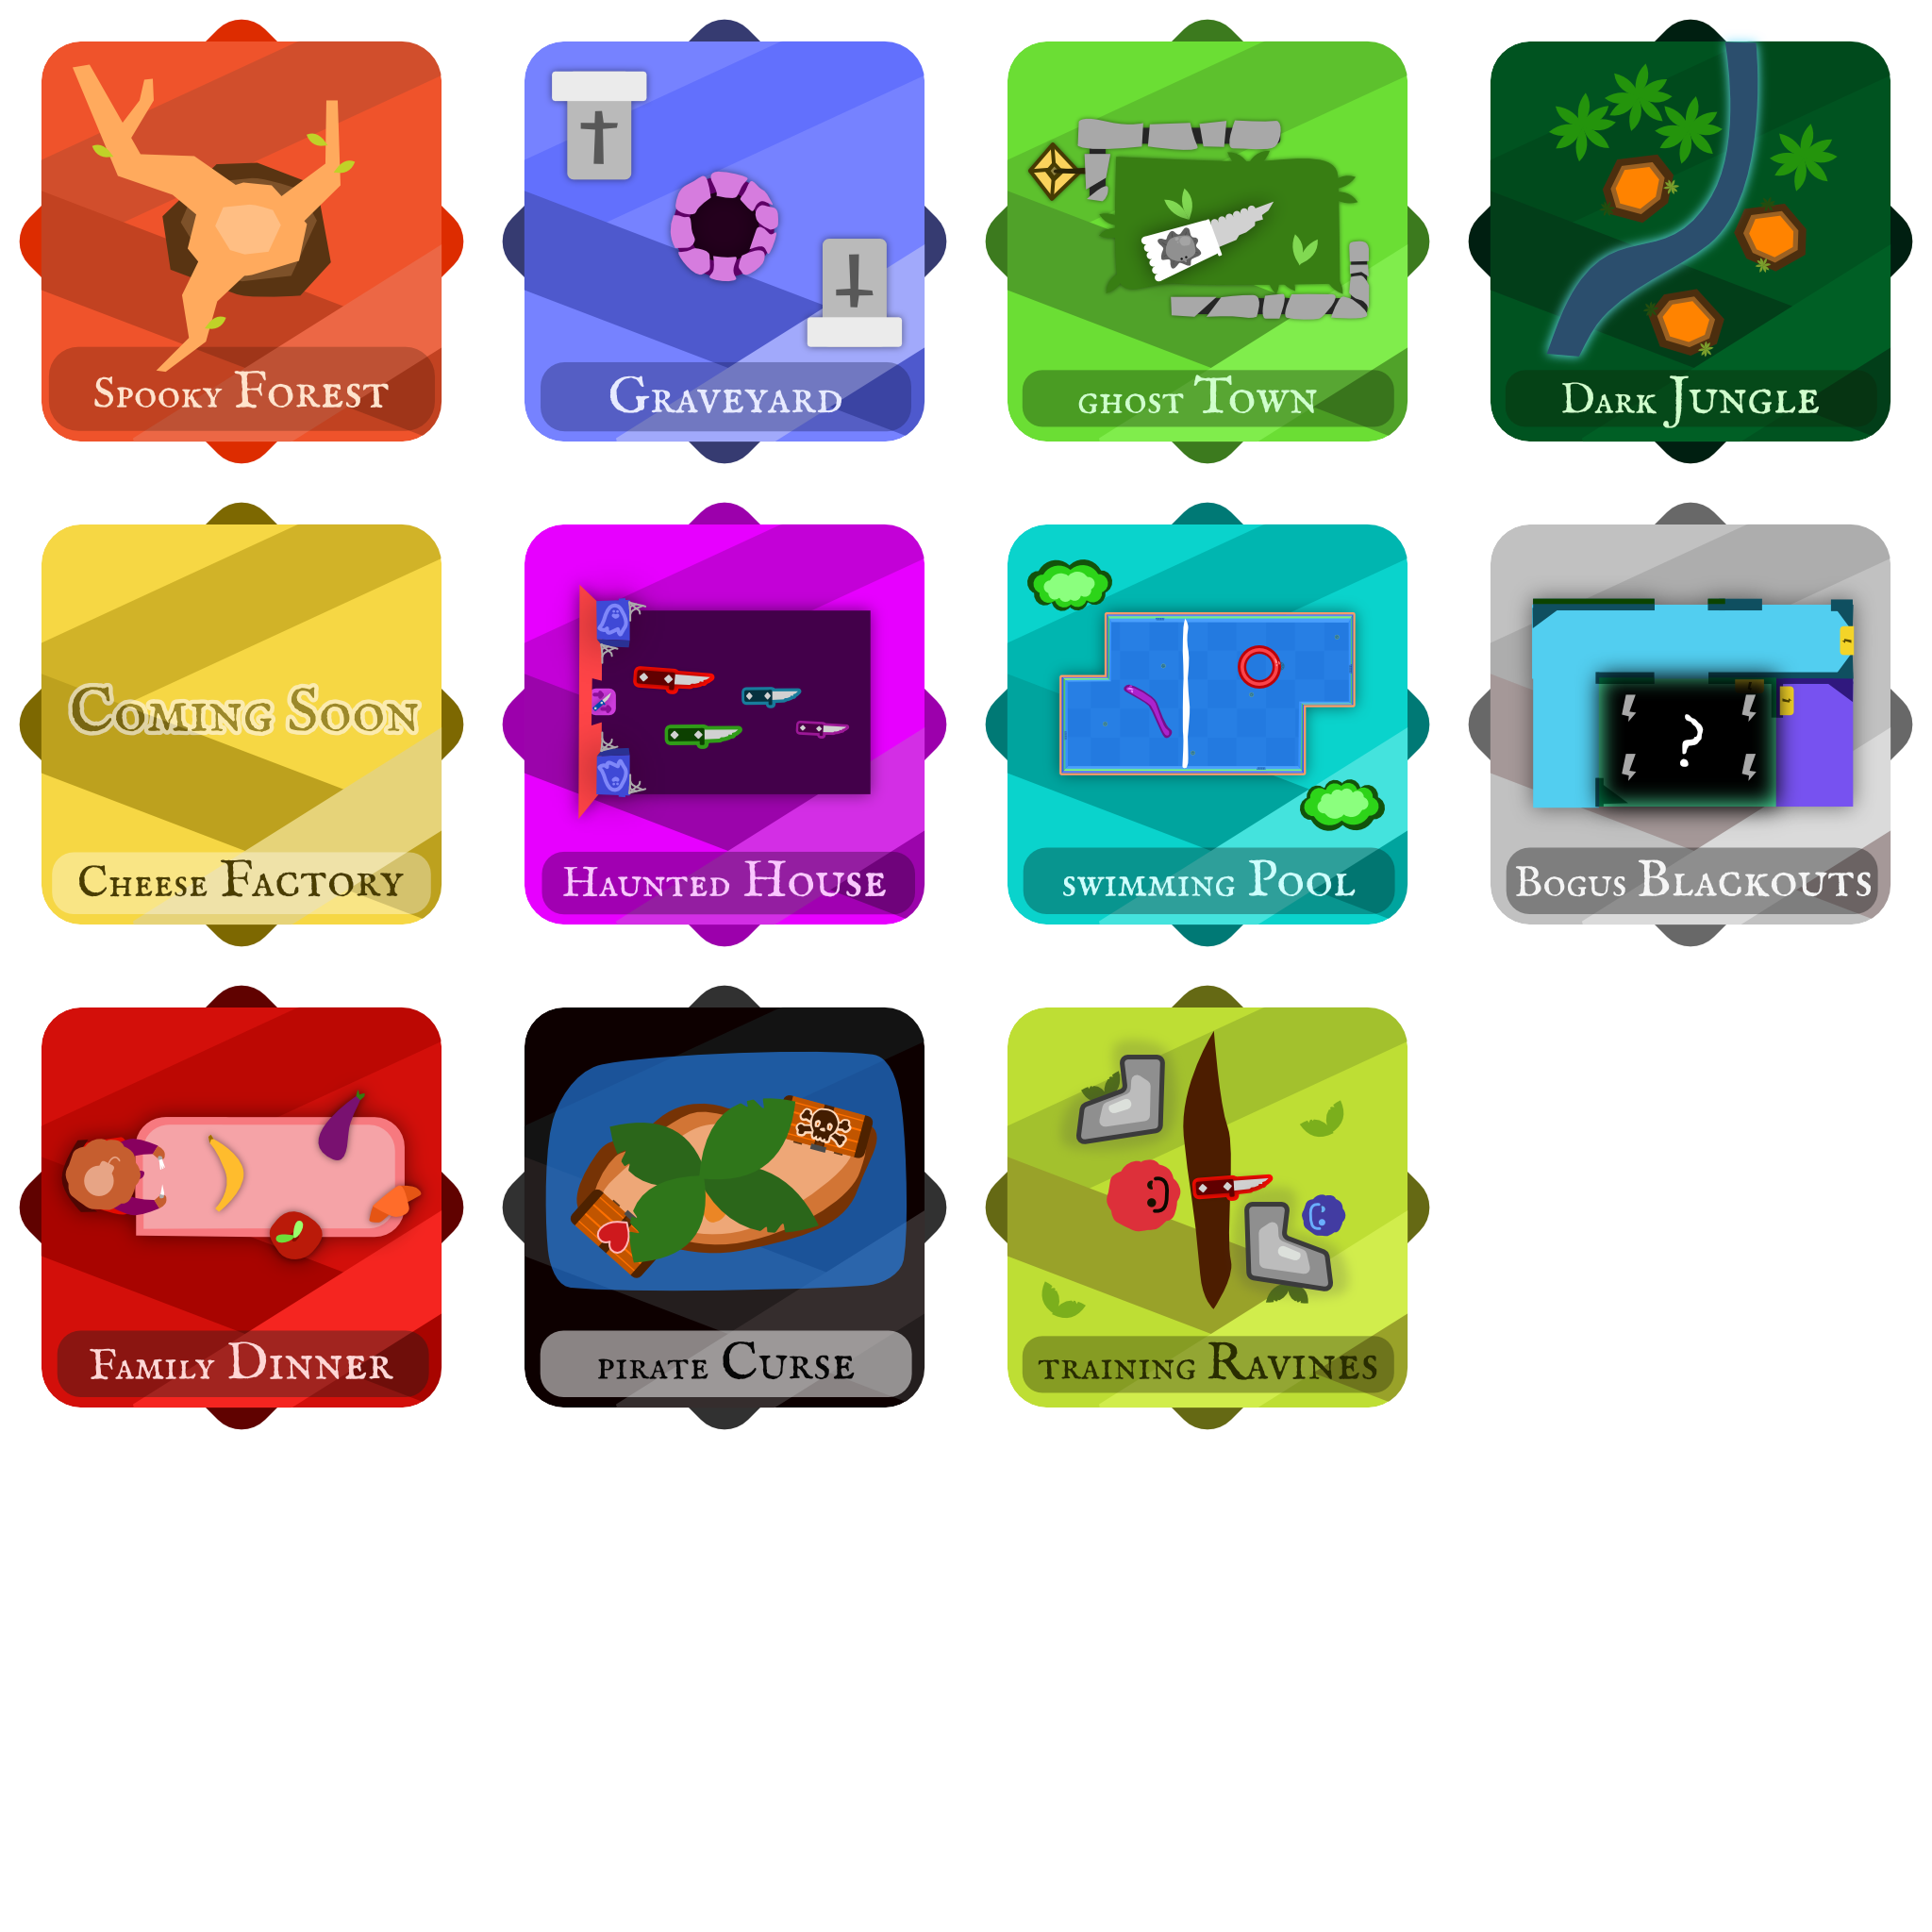 Spooky Forest
Graveyard
ghost Town
Dark Jungle
Coming Soon
Cheese Factory
Haunted House
swimming Pool
?
Bogus Blackouts
Family Dinner
pirate Curse
training Ravines